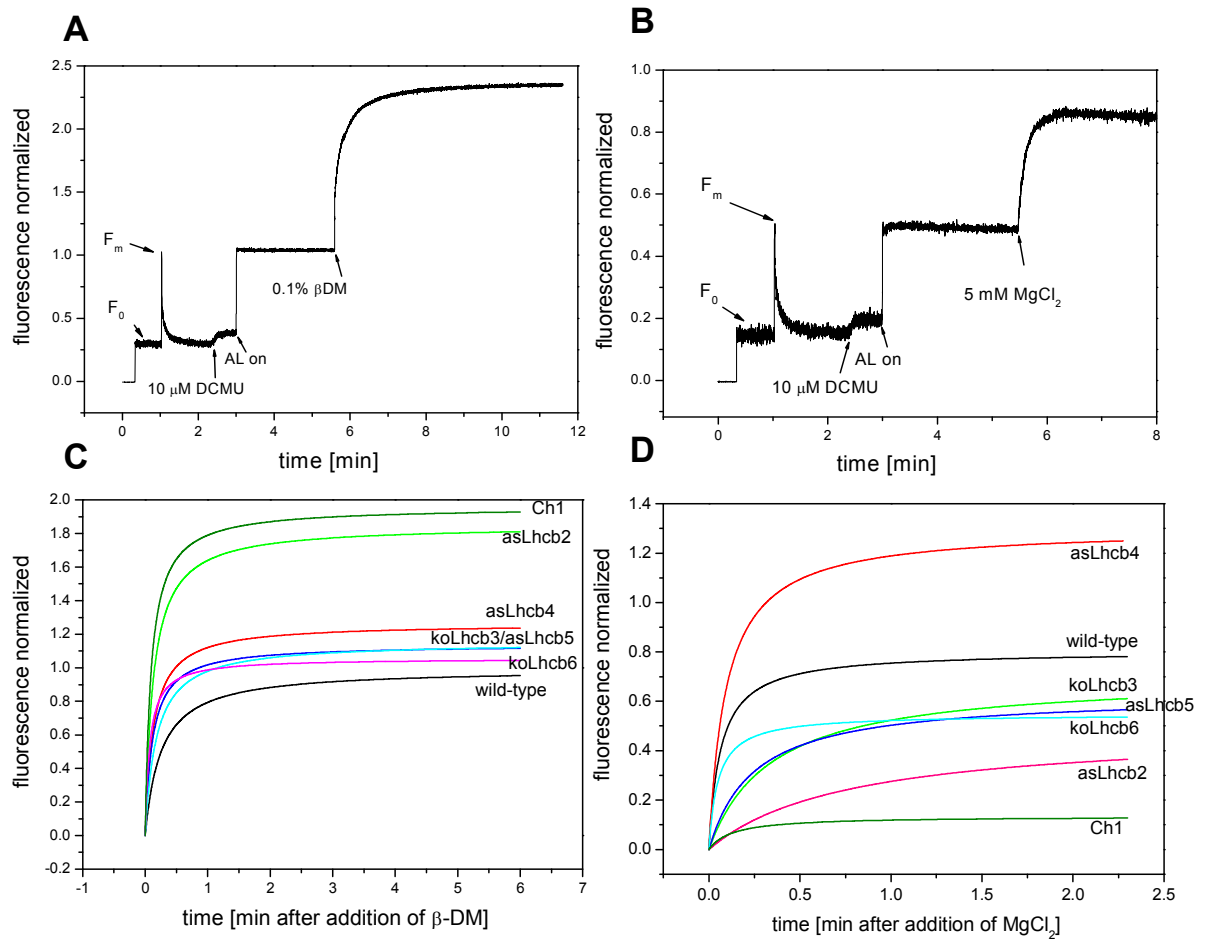 A
fluorescence normalized
2.5
2.0
1.5
1.0
0.5
0.0
Fm
F0
0.1% βDM
AL on
10 μM DCMU
0 2 4 6 8 10 12
time [min]
B
fluorescence normalized
1.0
0.8
0.6
0.4
0.2
0.0
Fm
F0
5 mM MgCl2
AL on
10 μM DCMU
0 2 4 6 8
time [min]
C
fluorescence normalized
2.0
1.8
1.6
1.4
1.2
1.0
0.8
0.6
0.4
0.2
0.0
-0.2
Ch1
asLhcb2
asLhcb4
koLhcb3/asLhcb5
koLhcb6
wild-type
-1 0 1 2 3 4 5 6 7
time [min after addition of β-DM]
D
fluorescence normalized
1.4
1.2
1.0
0.8
0.6
0.4
0.2
0.0
asLhcb4
wild-type
koLhcb3
asLhcb5
koLhcb6
asLhcb2
Ch1
0.0 0.5 1.0 1.5 2.0 2.5
time [min after addition of MgCl2]